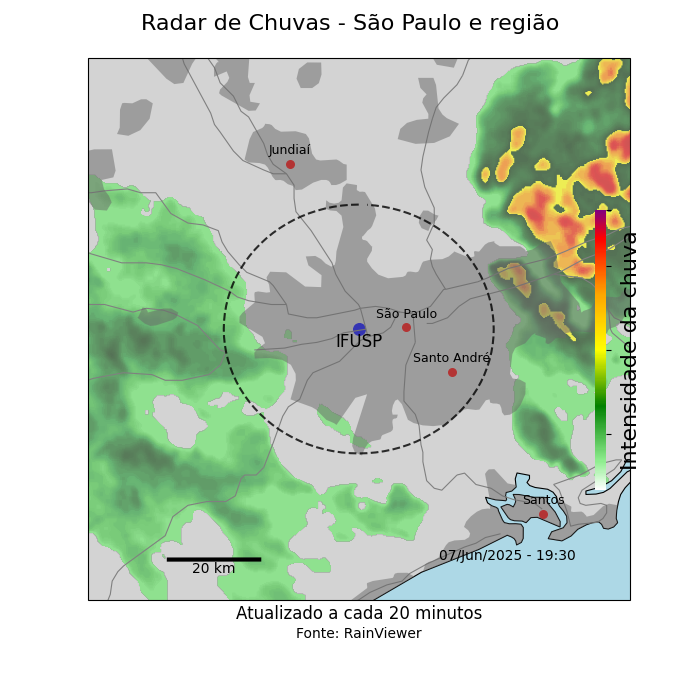 Radar de Chuvas - São Paulo e região
Jundiaí
São Paulo
IFUSP
Santo André
Intensidade da chuva
Santos
07/Jun/2025 - 19:30
20 km
Atualizado a cada 20 minutos
Fonte: RainViewer